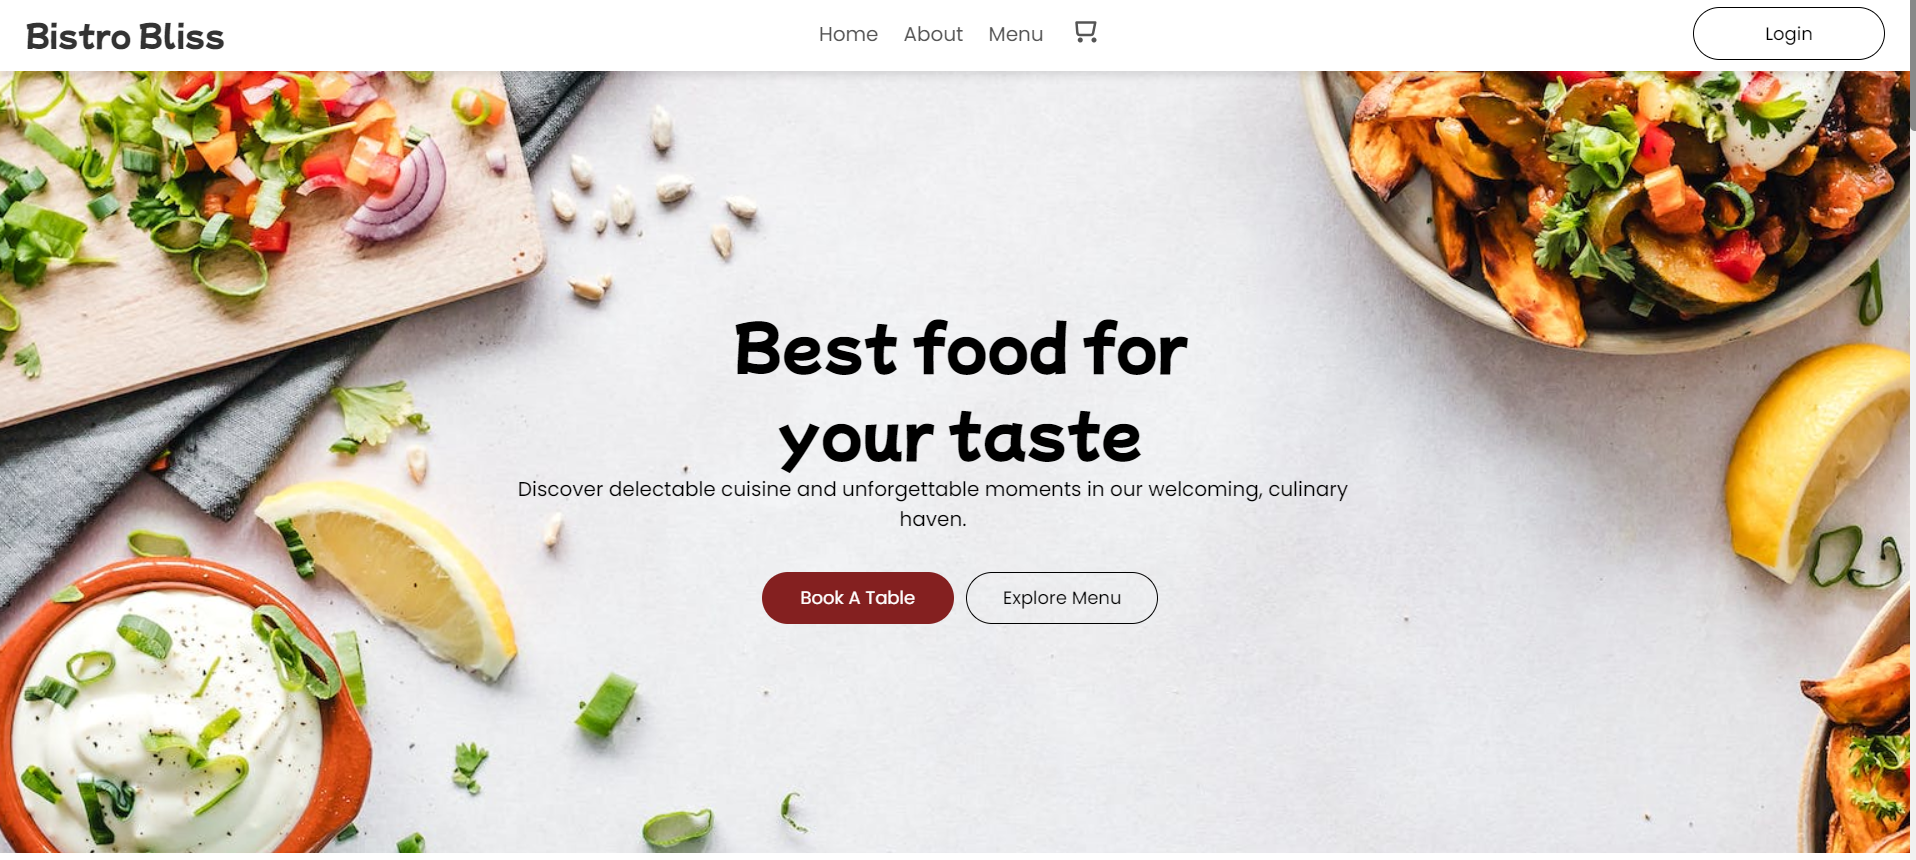 Bistro Bliss
Home About Menu
Login
Best food for
your taste
Discover delectable cuisine and unforgettable moments in our welcoming, culinary
haven.
Book A Table
Explore Menu